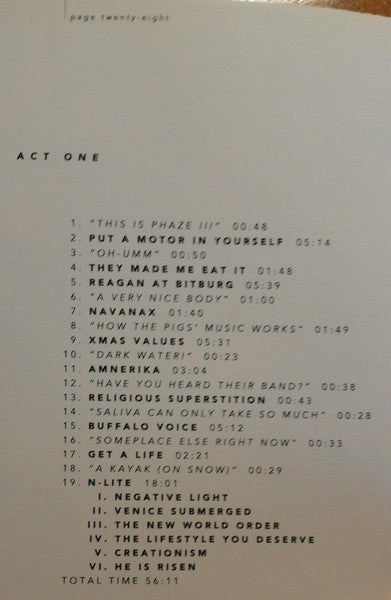 page twenty-eight
ACT ONE
1. "THIS IS PHAZE III" 00:48
2. PUT A MOTOR IN YOURSELF 05:14
3. "OH-UMM" 00:50
4. THEY MADE ME EAT IT 01:48
5. REAGAN AT BITBURG 05:39
6. "A VERY NICE BODY" 01:00
7. NAVANAX 01:40
8. "HOW THE PIGS' MUSIC WORKS" 01:49
9. XMAS VALUES 05:31
10. "DARK WATER!" 00:23
11. AMNERIKA 03:04
12. "HAVE YOU HEARD THEIR BAND?" 00:38
13. RELIGIOUS SUPERSTITION 00:43
14. "SALIVA CAN ONLY TAKE SO MUCH" 00:28
15. BUFFALO VOICE 05:12
16. "SOMEPLACE ELSE RIGHT NOW" 00:33
17. GET A LIFE 02:21
18. "A KAYAK (ON SNOW)" 00:29
19. N-LITE 18:01
I. NEGATIVE LIGHT
II. VENICE SUBMERGED
III. THE NEW WORLD ORDER
IV. THE LIFESTYLE YOU DESERVE
V. CREATIONISM
VI. HE IS RISEN
TOTAL TIME 56:11